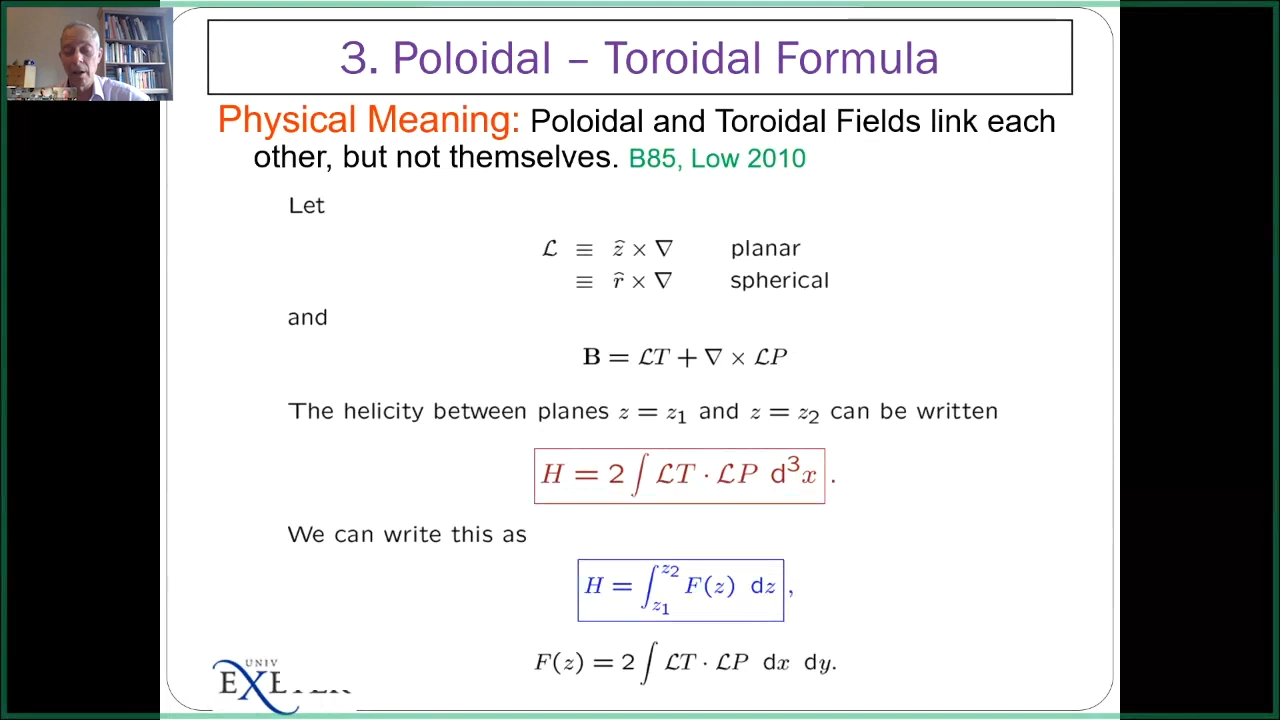 3. Poloidal – Toroidal Formula
Physical Meaning: Poloidal and Toroidal Fields link each
other, but not themselves. B85, Low 2010
Let
ℒ ≡ ẑ × ∇ planar
≡ r̂ × ∇ spherical
and
B = ℒT + ∇ × ℒP
The helicity between planes z = z₁ and z = z₂ can be written
H = 2 ∫ ℒT · ℒP d³x .
We can write this as
H = ∫_{z₁}^{z₂} F(z) dz,
F(z) = 2 ∫ ℒT · ℒP dx dy.
UNIV